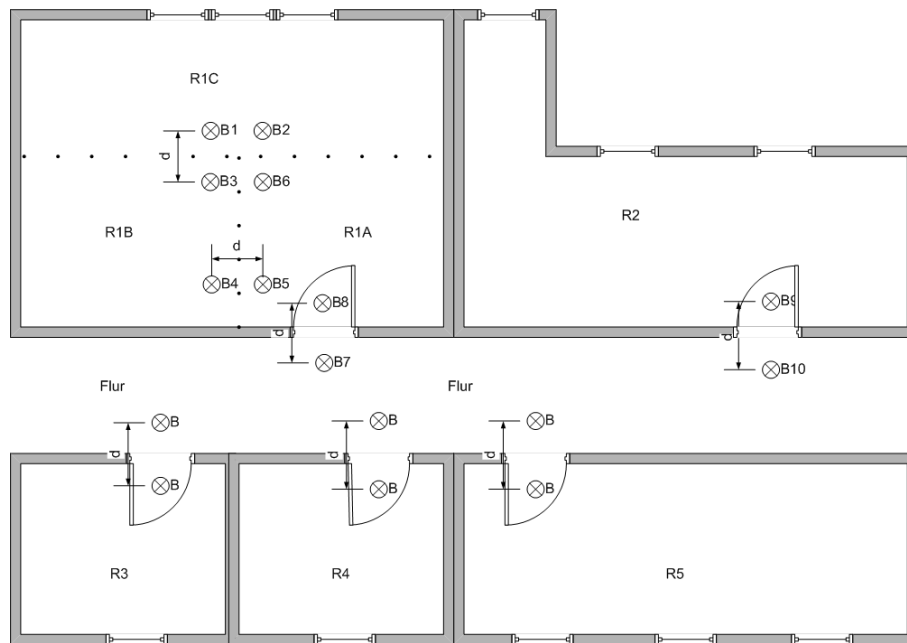 R1C
B1 B2
d
B3 B6
R1B R1A R2
d
B4 B5
B8 B9
d d
B7 B10
Flur Flur
B B B
d d d
B B B
R3 R4 R5